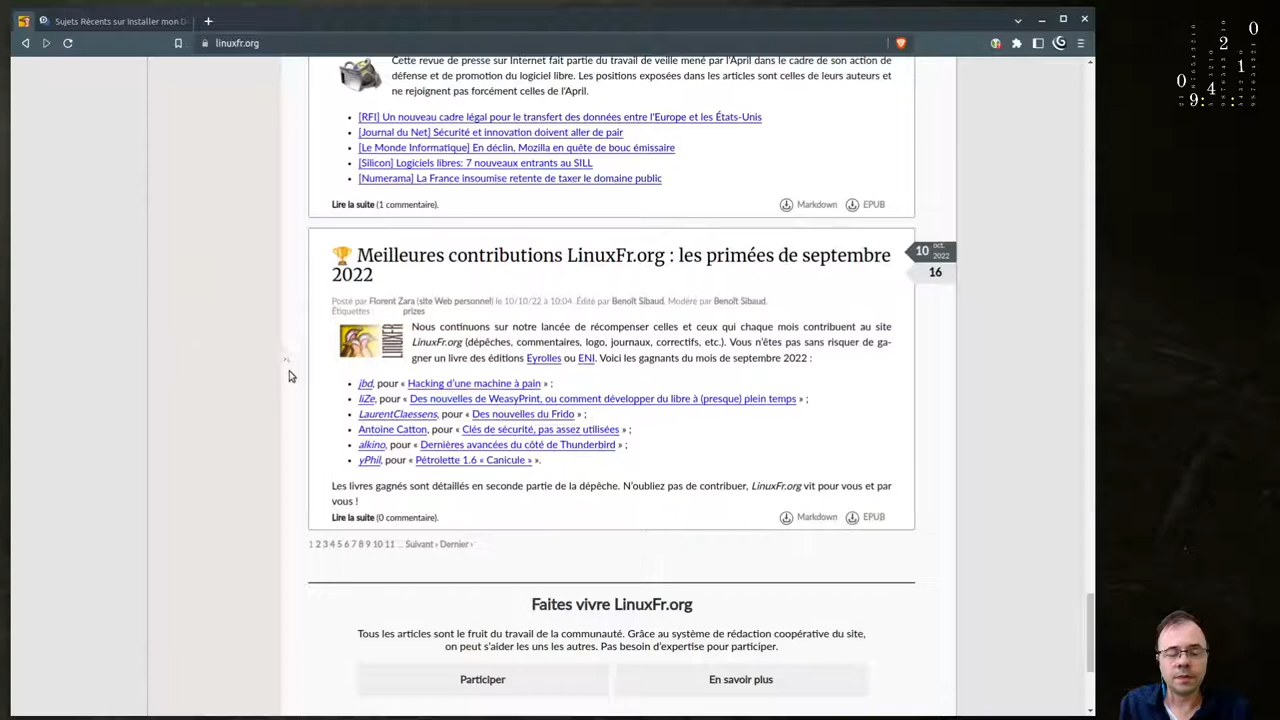 Sujets Récents sur Installer mon D
linuxfr.org
Cette revue de presse sur Internet fait partie du travail de veille mené par l'April dans le cadre de son action de
défense et de promotion du logiciel libre. Les positions exposées dans les articles sont celles de leurs auteurs et
ne rejoignent pas forcément celles de l'April.
[RFI] Un nouveau cadre légal pour le transfert des données entre l'Europe et les États-Unis
[Journal du Net] Sécurité et innovation doivent aller de pair
[Le Monde Informatique] En déclin, Mozilla en quête de bouc émissaire
[Silicon] Logiciels libres: 7 nouveaux entrants au SILL
[Numerama] La France insoumise retente de taxer le domaine public
Lire la suite (1 commentaire).
Markdown EPUB
🏆 Meilleures contributions LinuxFr.org : les primées de septembre
2022
10 oct. 2022
16
Posté par Florent Zara (site Web personnel) le 10/10/22 à 10:04. Édité par Benoît Sibaud. Modéré par Benoît Sibaud.
Étiquettes : prizes
LINUXFR
Nous continuons sur notre lancée de récompenser celles et ceux qui chaque mois contribuent au site
LinuxFr.org (dépêches, commentaires, logo, journaux, correctifs, etc.). Vous n'êtes pas sans risquer de ga-
gner un livre des éditions Eyrolles ou ENI. Voici les gagnants du mois de septembre 2022 :
jbd, pour « Hacking d'une machine à pain » ;
liZe, pour « Des nouvelles de WeasyPrint, ou comment développer du libre à (presque) plein temps » ;
LaurentClaessens, pour « Des nouvelles du Frido » ;
Antoine Catton, pour « Clés de sécurité, pas assez utilisées » ;
alkino, pour « Dernières avancées du côté de Thunderbird » ;
yPhil, pour « Pétrolette 1.6 « Canicule » ».
Les livres gagnés sont détaillés en seconde partie de la dépêche. N'oubliez pas de contribuer, LinuxFr.org vit pour vous et par
vous !
Lire la suite (0 commentaire).
Markdown EPUB
1 2 3 4 5 6 7 8 9 10 11 … Suivant › Dernier »
Faites vivre LinuxFr.org
Tous les articles sont le fruit du travail de la communauté. Grâce au système de rédaction coopérative du site,
on peut s'aider les uns les autres. Pas besoin d'expertise pour participer.
Participer
En savoir plus